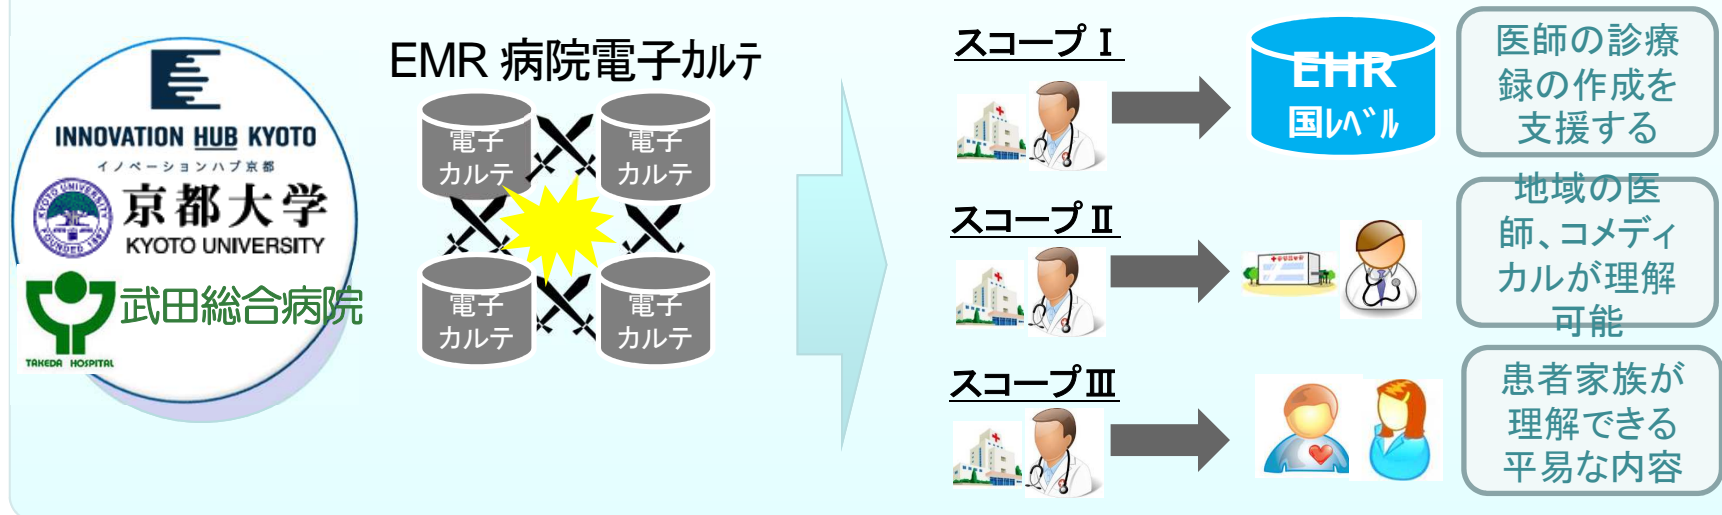 INNOVATION HUB KYOTO
イノベーションハブ京都
KYOTO UNIVERSITY
FOUNDED 1897
京都大学
KYOTO UNIVERSITY
武田総合病院
TAKEDA HOSPITAL
EMR 病院電子カルテ
電子
カルテ
電子
カルテ
電子
カルテ
電子
カルテ
スコープ Ⅰ
EHR
国レベル
医師の診療
録の作成を
支援する
スコープ Ⅱ
地域の医
師、コメディ
カルが理解
可能
スコープⅢ
患者家族が
理解できる
平易な内容